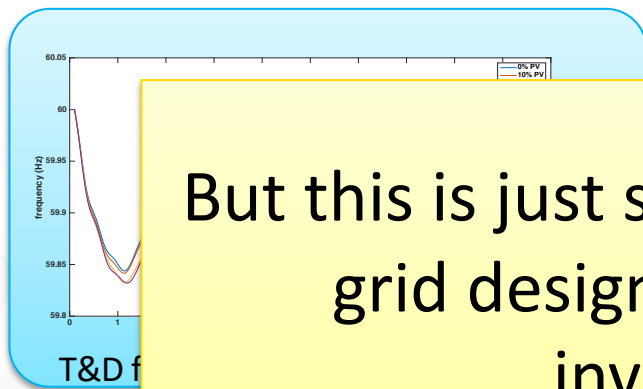 60.05
0% PV
10% PV
60
59.95
frequency (Hz)
59.9
59.85
59.8
0
1
But this is just
grid design
T&D